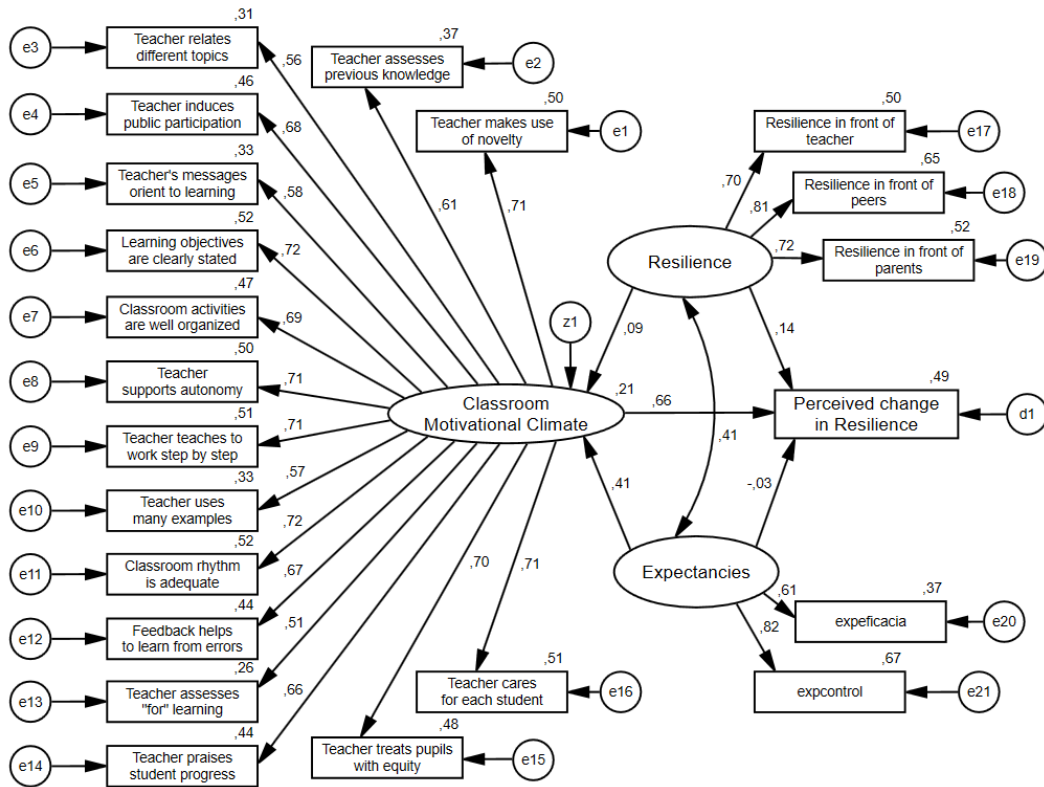 ,31
e3
Teacher relates
different topics
,56
,37
Teacher assesses
previous knowledge
e2
,46
e4
Teacher induces
public participation
,68
,50
Teacher makes use
of novelty
e1
,50
Resilience in front of
teacher
e17
,33
e5
Teacher's messages
orient to learning
,58
,61
,71
,70
,65
Resilience in front of
peers
e18
,81
,52
e6
Learning objectives
are clearly stated
,72
Resilience
,72
,52
Resilience in front of
parents
e19
,47
e7
Classroom activities
are well organized
,69
z1
,09
,14
,50
e8
Teacher
supports autonomy
,71
Classroom
Motivational Climate
,21
,66
,49
Perceived change
in Resilience
d1
,51
e9
Teacher teaches to
work step by step
,71
,41
,33
e10
Teacher uses
many examples
,57
,41
-,03
,52
e11
Classroom rhythm
is adequate
,72
,70
,71
Expectancies
,44
e12
Feedback helps
to learn from errors
,67
,61
,37
expeficacia
e20
,82
,26
e13
Teacher assesses
"for" learning
,51
,51
Teacher cares
for each student
e16
,67
expcontrol
e21
,44
e14
Teacher praises
student progress
,66
,48
Teacher treats pupils
with equity
e15